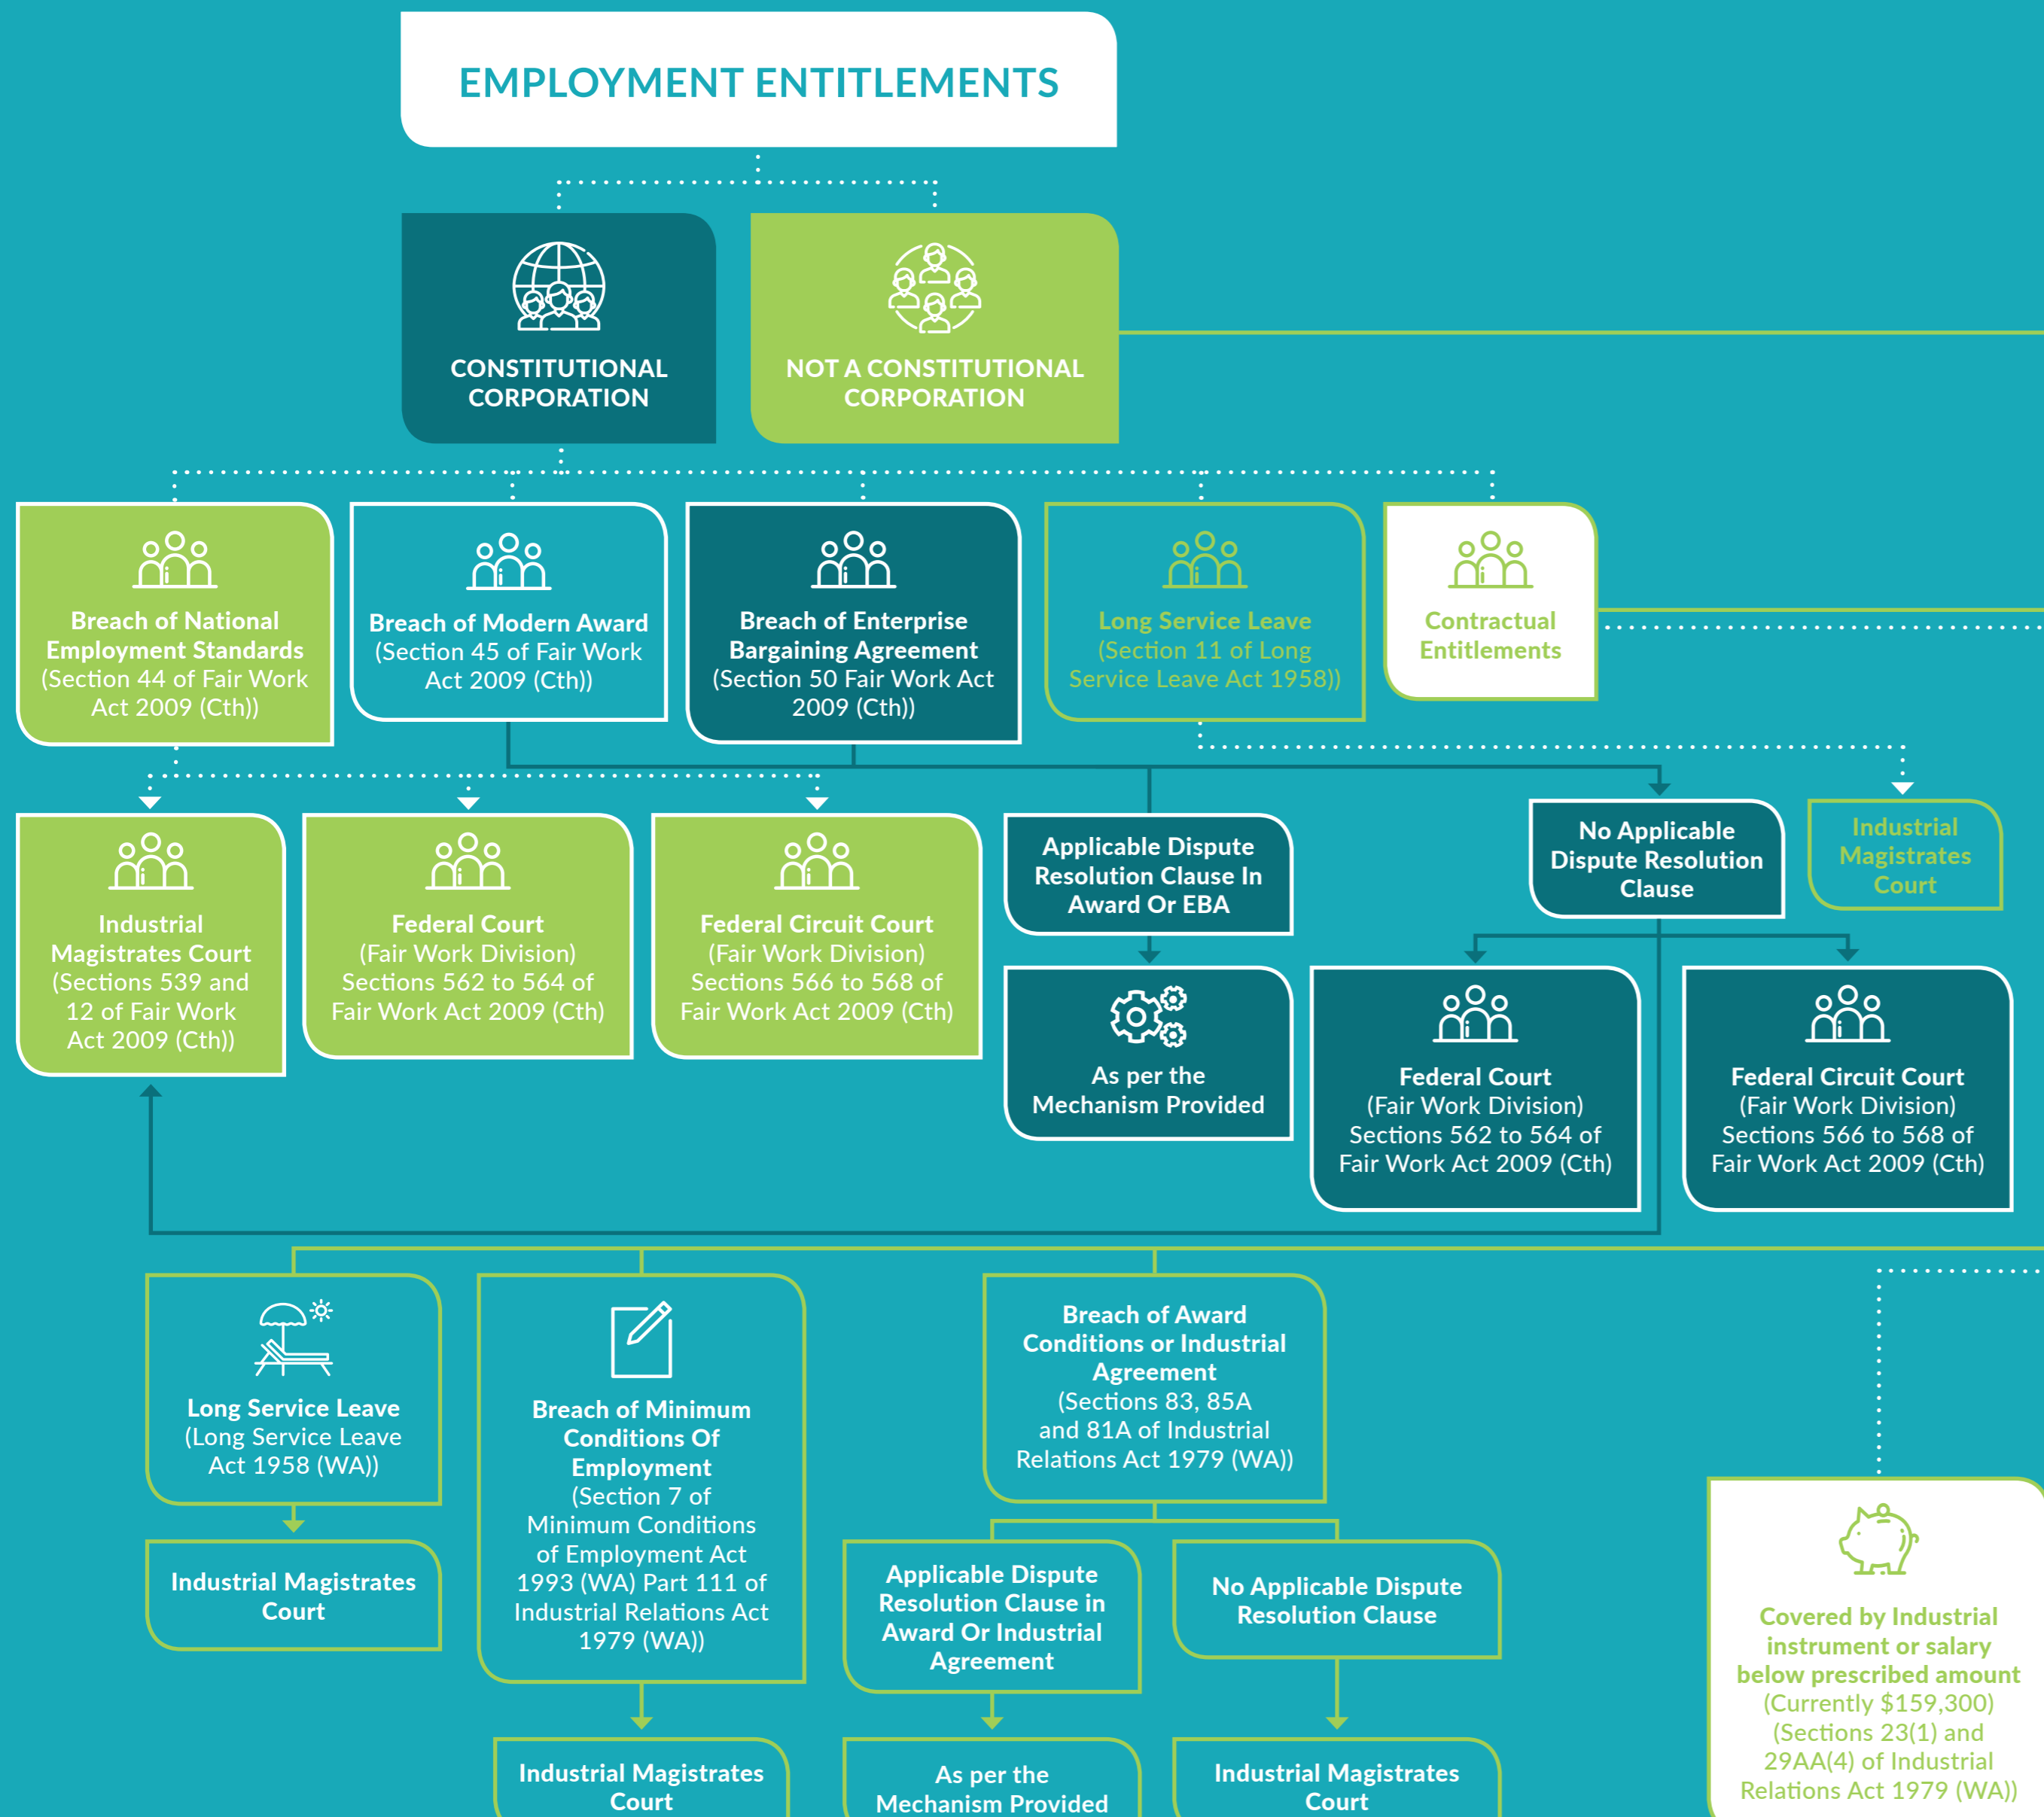 EMPLOYMENT ENTITLEMENTS
CONSTITUTIONAL
CORPORATION
NOT A CONSTITUTIONAL
CORPORATION
Breach of National
Employment Standards
(Section 44 of Fair Work
Act 2009 (Cth))
Breach of Modern Award
(Section 45 of Fair Work
Act 2009 (Cth))
Breach of Enterprise
Bargaining Agreement
(Section 50 Fair Work Act
2009 (Cth))
Long Service Leave
(Section 11 of Long
Service Leave Act 1958))
Contractual
Entitlements
Industrial
Magistrates Court
(Sections 539 and
12 of Fair Work
Act 2009 (Cth))
Federal Court
(Fair Work Division)
Sections 562 to 564 of
Fair Work Act 2009 (Cth)
Federal Circuit Court
(Fair Work Division)
Sections 566 to 568 of
Fair Work Act 2009 (Cth)
Applicable Dispute
Resolution Clause In
Award Or EBA
No Applicable
Dispute Resolution
Clause
Industrial
Magistrates
Court
As per the
Mechanism Provided
Federal Court
(Fair Work Division)
Sections 562 to 564 of
Fair Work Act 2009 (Cth)
Federal Circuit Court
(Fair Work Division)
Sections 566 to 568 of
Fair Work Act 2009 (Cth)
Long Service Leave
(Long Service Leave
Act 1958 (WA))
Breach of Minimum
Conditions Of
Employment
(Section 7 of
Minimum Conditions
of Employment Act
1993 (WA) Part 111 of
Industrial Relations Act
1979 (WA))
Breach of Award
Conditions or Industrial
Agreement
(Sections 83, 85A
and 81A of Industrial
Relations Act 1979 (WA))
Industrial Magistrates
Court
Applicable Dispute
Resolution Clause in
Award Or Industrial
Agreement
No Applicable Dispute
Resolution Clause
Covered by Industrial
instrument or salary
below prescribed amount
(Currently $159,300)
(Sections 23(1) and
29AA(4) of Industrial
Relations Act 1979 (WA))
Industrial Magistrates
Court
As per the
Mechanism Provided
Industrial Magistrates
Court